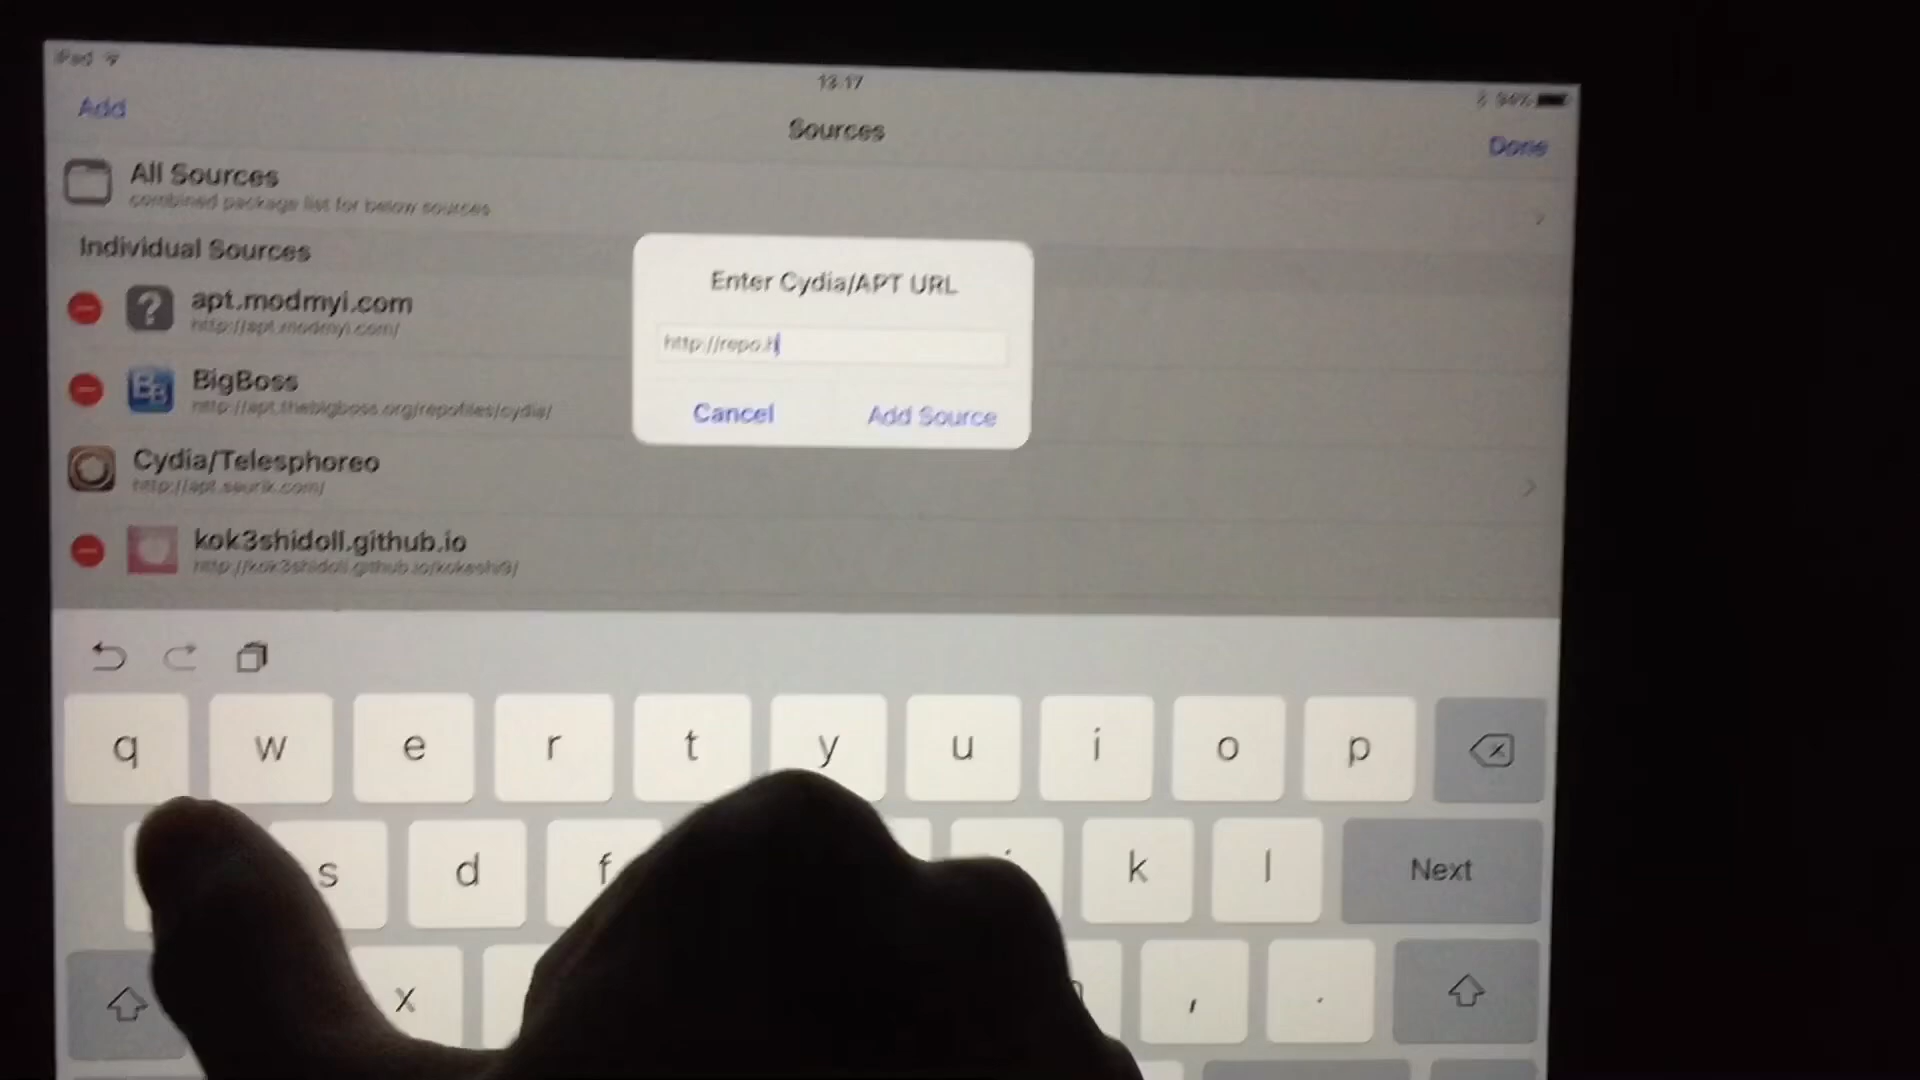 iPad
13:17
94%
Add
Sources
Done
All Sources
combined package list for below sources
Individual Sources
apt.modmyi.com
http://apt.modmyi.com/
BigBoss
http://apt.thebigboss.org/repofiles/cydia/
Cydia/Telesphoreo
http://apt.saurik.com/
kok3shidoll.github.io
http://kok3shidoll.github.io/kokeshi9/
Enter Cydia/APT URL
http://repo.h
Cancel
Add Source
q w e r t y u i o p
s d f k l Next
x , .